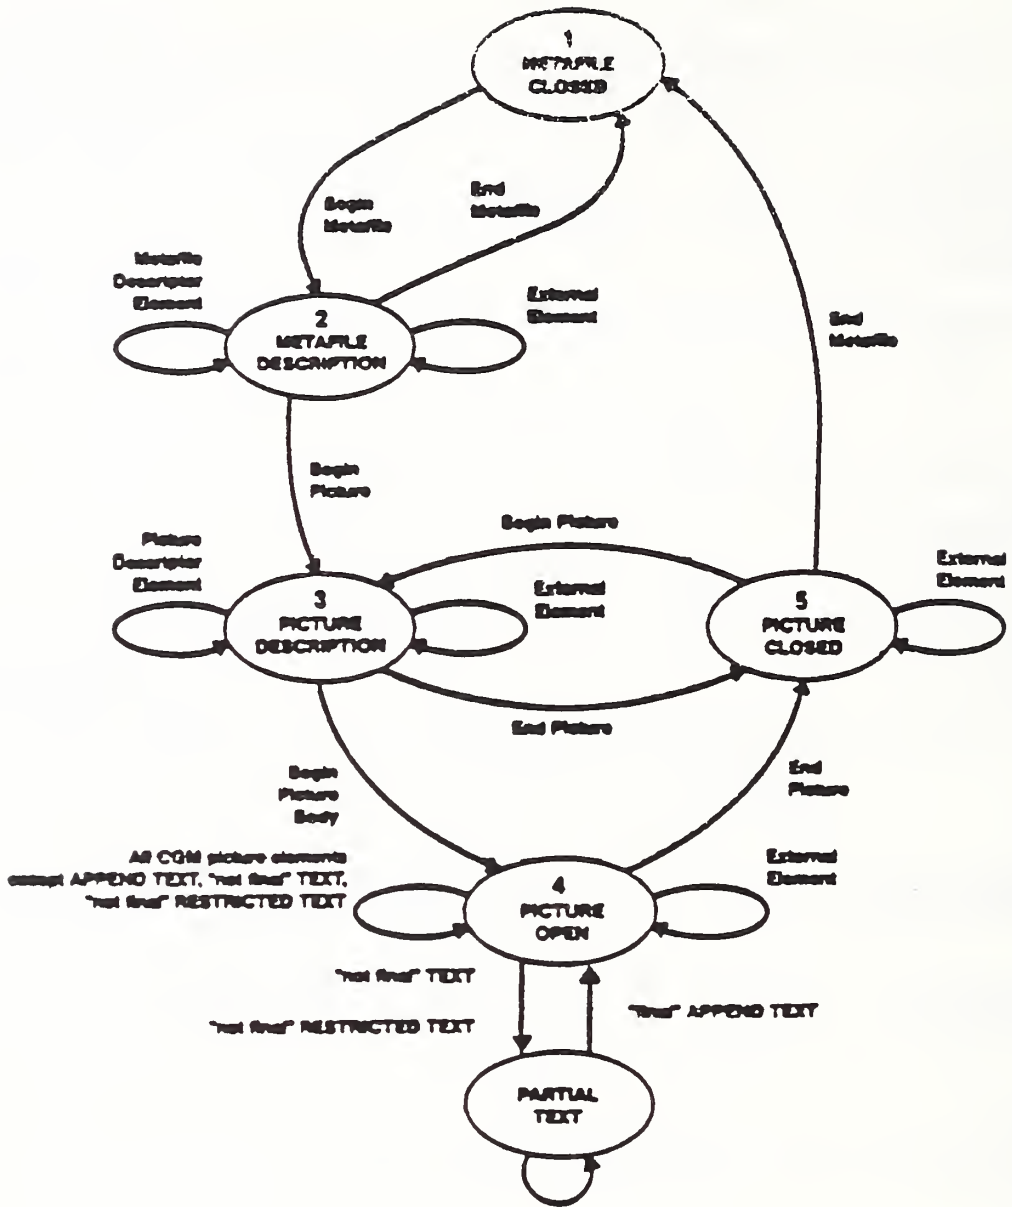 1
METAFILE
CLOSED
Begin
Metafile
End
Metafile
Metafile
Descriptor
Element
External
Element
2
METAFILE
DESCRIPTION
End
Metafile
Begin
Picture
Begin Picture
Picture
Descriptor
Element
External
Element
External
Element
3
PICTURE
DESCRIPTION
5
PICTURE
CLOSED
End Picture
Begin
Picture
Body
End
Picture
All CGM picture elements
except APPEND TEXT, "not final" TEXT,
"not final" RESTRICTED TEXT
External
Element
4
PICTURE
OPEN
"not final" TEXT
"not final" RESTRICTED TEXT
"final" APPEND TEXT
PARTIAL
TEXT